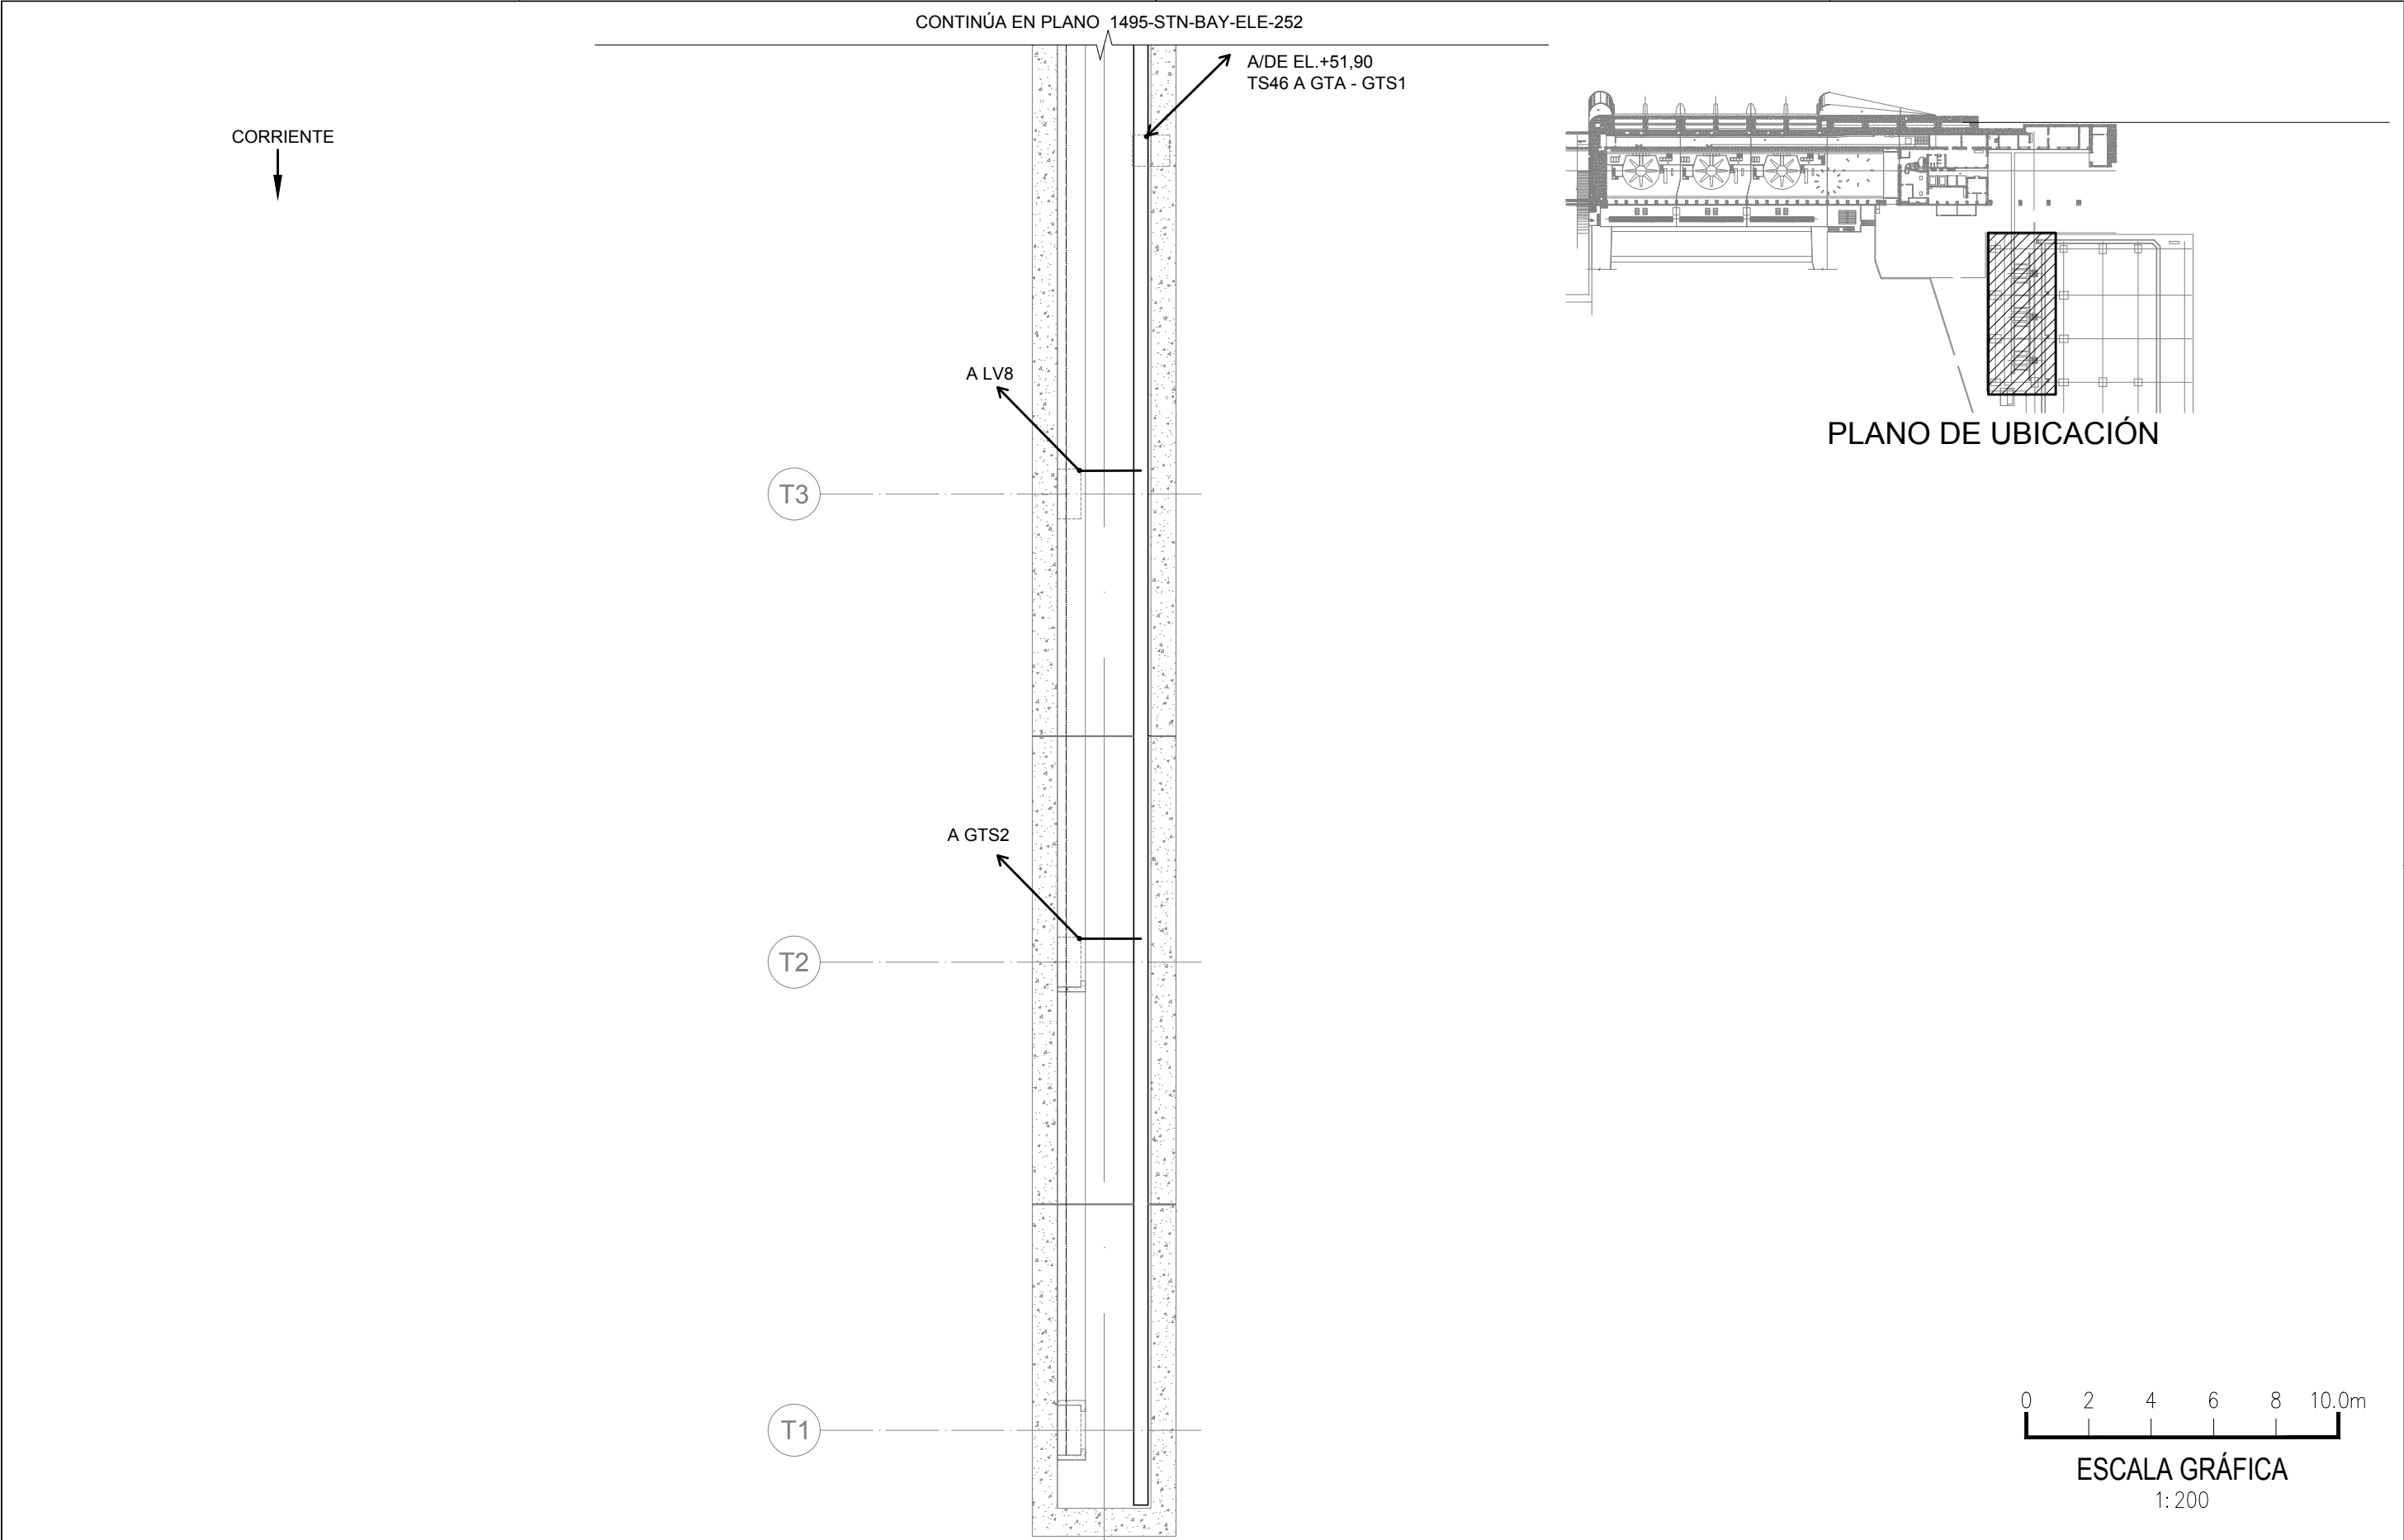 CONTINÚA EN PLANO 1495-STN-BAY-ELE-252
A/DE EL.+51,90
TS46 A GTA - GTS1
CORRIENTE
A LV8
PLANO DE UBICACIÓN
T3
A GTS2
T2
T1
0 2 4 6 8 10.0m
ESCALA GRÁFICA
1:200